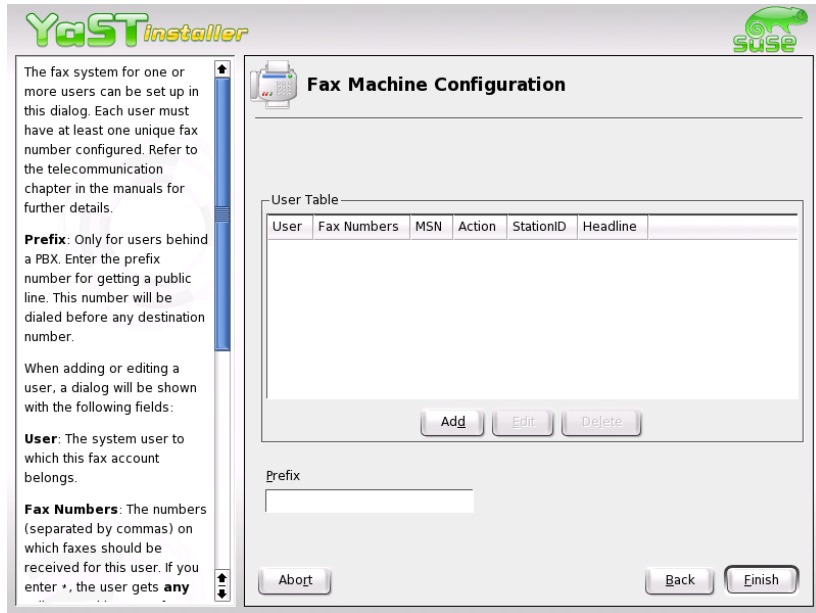 YaST installer
SUSE
The fax system for one or
more users can be set up in
this dialog. Each user must
have at least one unique fax
number configured. Refer to
the telecommunication
chapter in the manuals for
further details.
Prefix: Only for users behind
a PBX. Enter the prefix
number for getting a public
line. This number will be
dialed before any destination
number.
When adding or editing a
user, a dialog will be shown
with the following fields:
User: The system user to
which this fax account
belongs.
Fax Numbers: The numbers
(separated by commas) on
which faxes should be
received for this user. If you
enter *, the user gets any
Fax Machine Configuration
User Table
User Fax Numbers MSN Action StationID Headline
Add Edit Delete
Prefix
Abort Back Finish